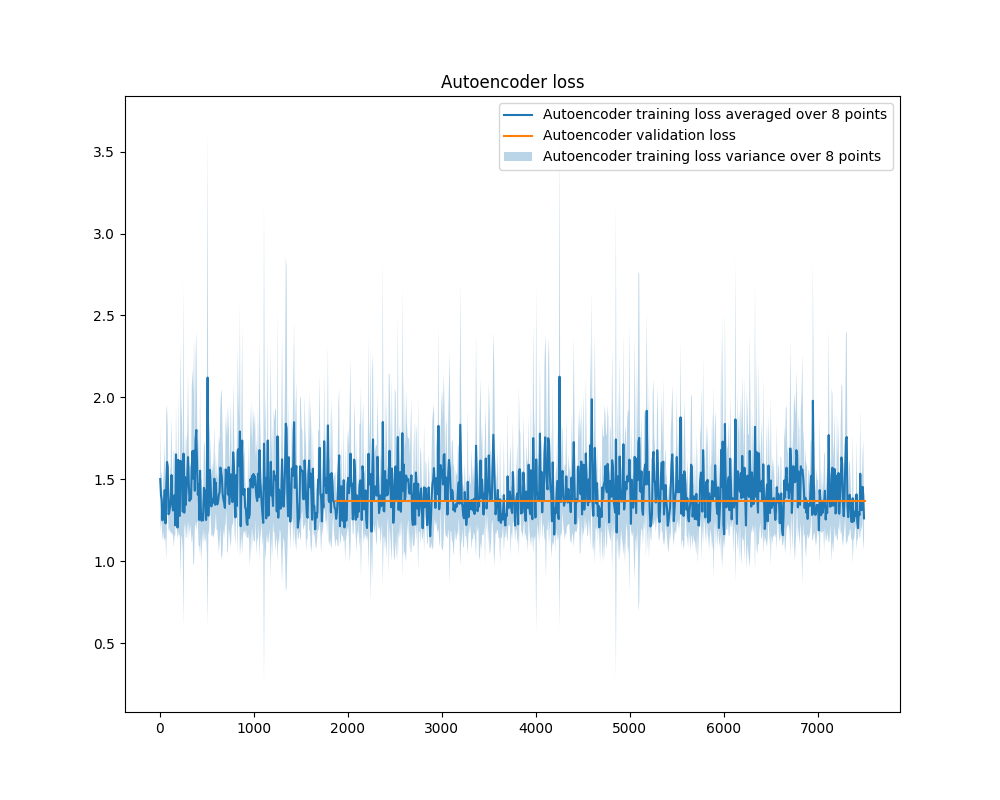 Autoencoder loss
Autoencoder training loss averaged over 8 points
Autoencoder validation loss
Autoencoder training loss variance over 8 points
3.5
3.0
2.5
2.0
1.5
1.0
0.5
0 1000 2000 3000 4000 5000 6000 7000